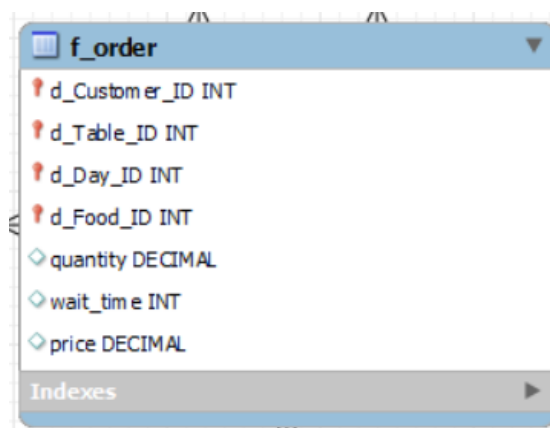 f_order
d_Customer_ID INT
d_Table_ID INT
d_Day_ID INT
d_Food_ID INT
quantity DECIMAL
wait_time INT
price DECIMAL
Indexes